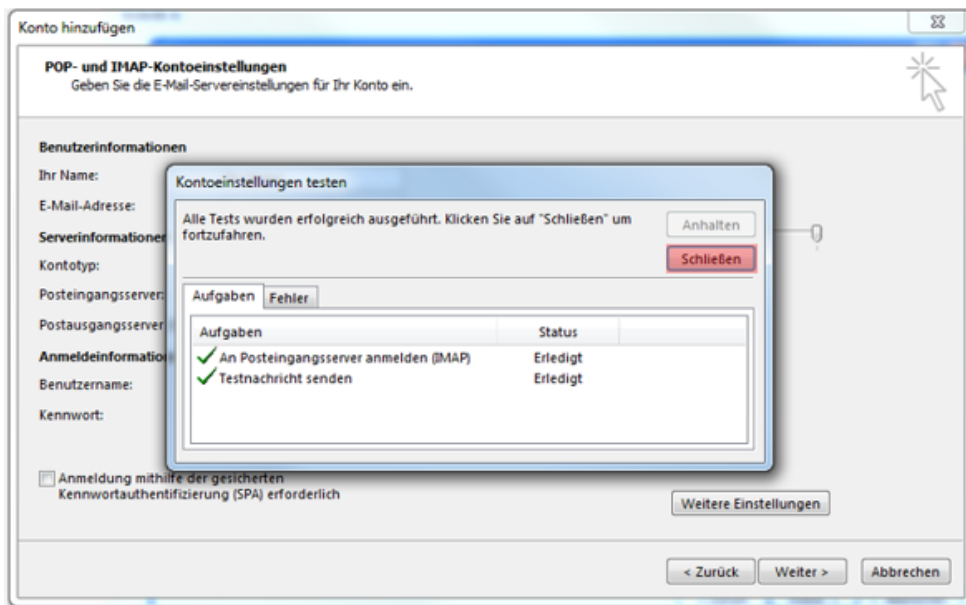 Konto hinzufügen
POP- und IMAP-Kontoeinstellungen
Geben Sie die E-Mail-Servereinstellungen für Ihr Konto ein.
Benutzerinformationen
Ihr Name:
E-Mail-Adresse:
Serverinformationen
Kontotyp:
Posteingangsserver:
Postausgangsserver
Anmeldeinformatio
Benutzername:
Kennwort:
Kontoeinstellungen testen
Alle Tests wurden erfolgreich ausgeführt. Klicken Sie auf "Schließen" um
fortzufahren.
Anhalten
Schließen
Aufgaben
Fehler
Aufgaben Status
An Posteingangsserver anmelden (IMAP) Erledigt
Testnachricht senden Erledigt
Anmeldung mithilfe der gesicherten
Kennwortauthentifizierung (SPA) erforderlich
Weitere Einstellungen
< Zurück
Weiter >
Abbrechen